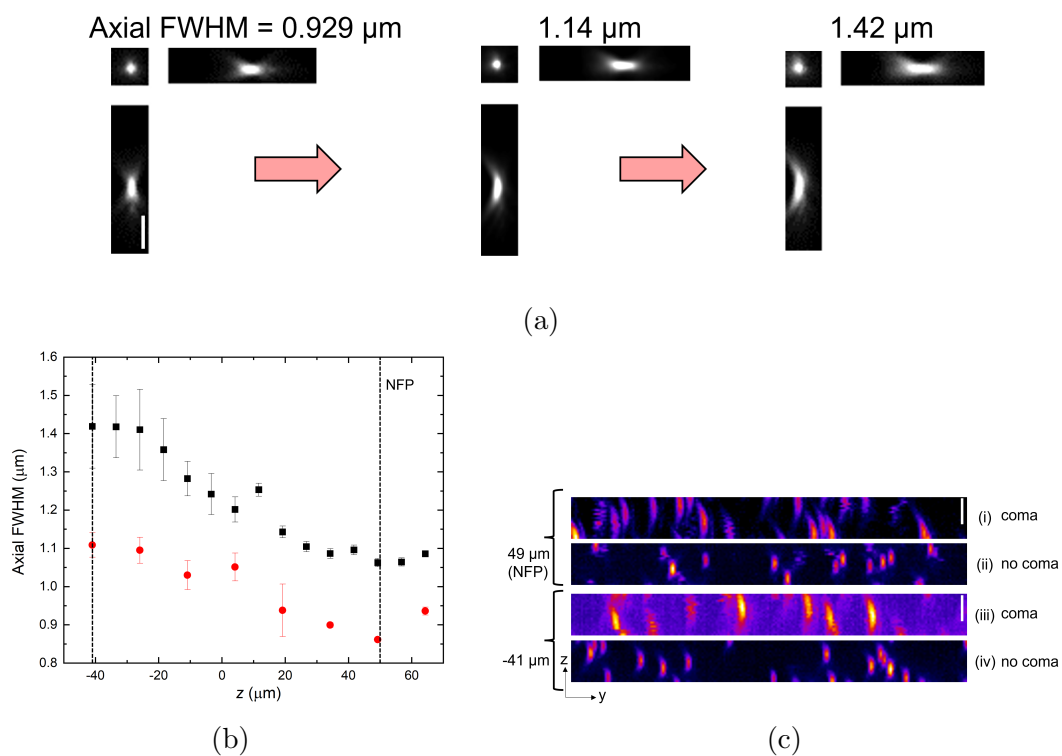 Axial FWHM = 0.929 µm 1.14 µm 1.42 µm
(a)
1.6
1.5
1.4
1.3
1.2
1.1
1.0
0.9
0.8
Axial FWHM (µm)
NFP
-40 -20 0 20 40 60
z (µm)
(b)
49 µm
(NFP)
-41 µm
(i) coma
(ii) no coma
(iii) coma
(iv) no coma
z
y
(c)